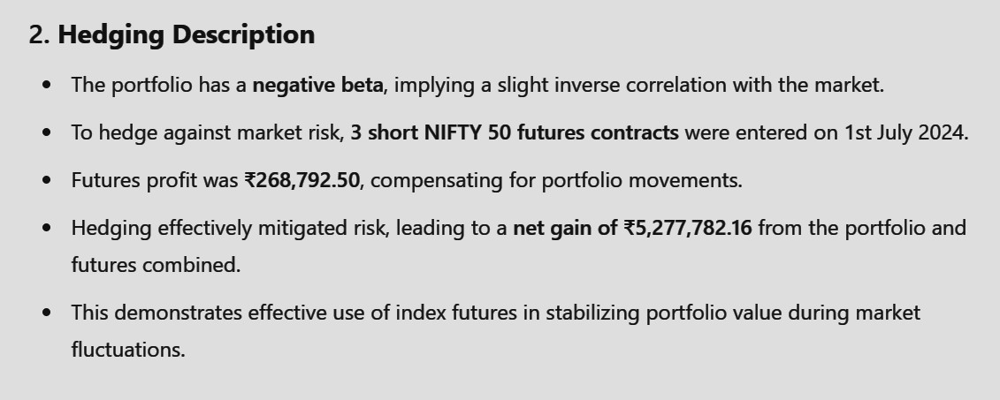 2. Hedging Description
• The portfolio has a negative beta, implying a slight inverse correlation with the market.
• To hedge against market risk, 3 short NIFTY 50 futures contracts were entered on 1st July 2024.
• Futures profit was ₹268,792.50, compensating for portfolio movements.
• Hedging effectively mitigated risk, leading to a net gain of ₹5,277,782.16 from the portfolio and
futures combined.
• This demonstrates effective use of index futures in stabilizing portfolio value during market
fluctuations.